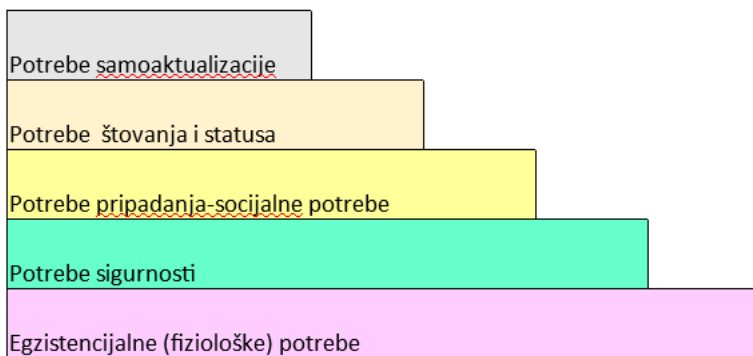 Potrebe samoaktualizacije
Potrebe  štovanja i statusa
Potrebe pripadanja-socijalne potrebe
Potrebe sigurnosti
Egzistencijalne (fiziološke) potrebe